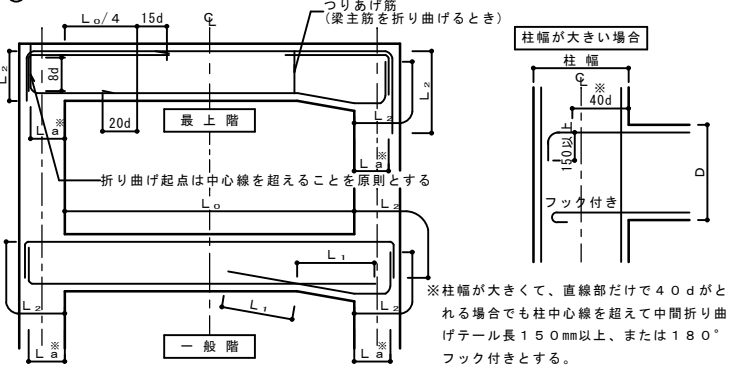 つりあげ筋
(梁主筋を折り曲げるとき)
L₀/4
15d
℄
L₂
8d
L₂
20d
最上階
L₂
La※
La※
折り曲げ起点は中心線を超えることを原則とする
L₀
L₂
L₁
L₂
L₁
L₂
La※
一般階
La※
柱幅が大きい場合
柱 幅
℄
※
40d
150以上
D
フック付き
※柱幅が大きくて、直線部だけで40dがと
れる場合でも柱中心線を超えて中間折り曲
げテール長150mm以上、または180°
フック付きとする。